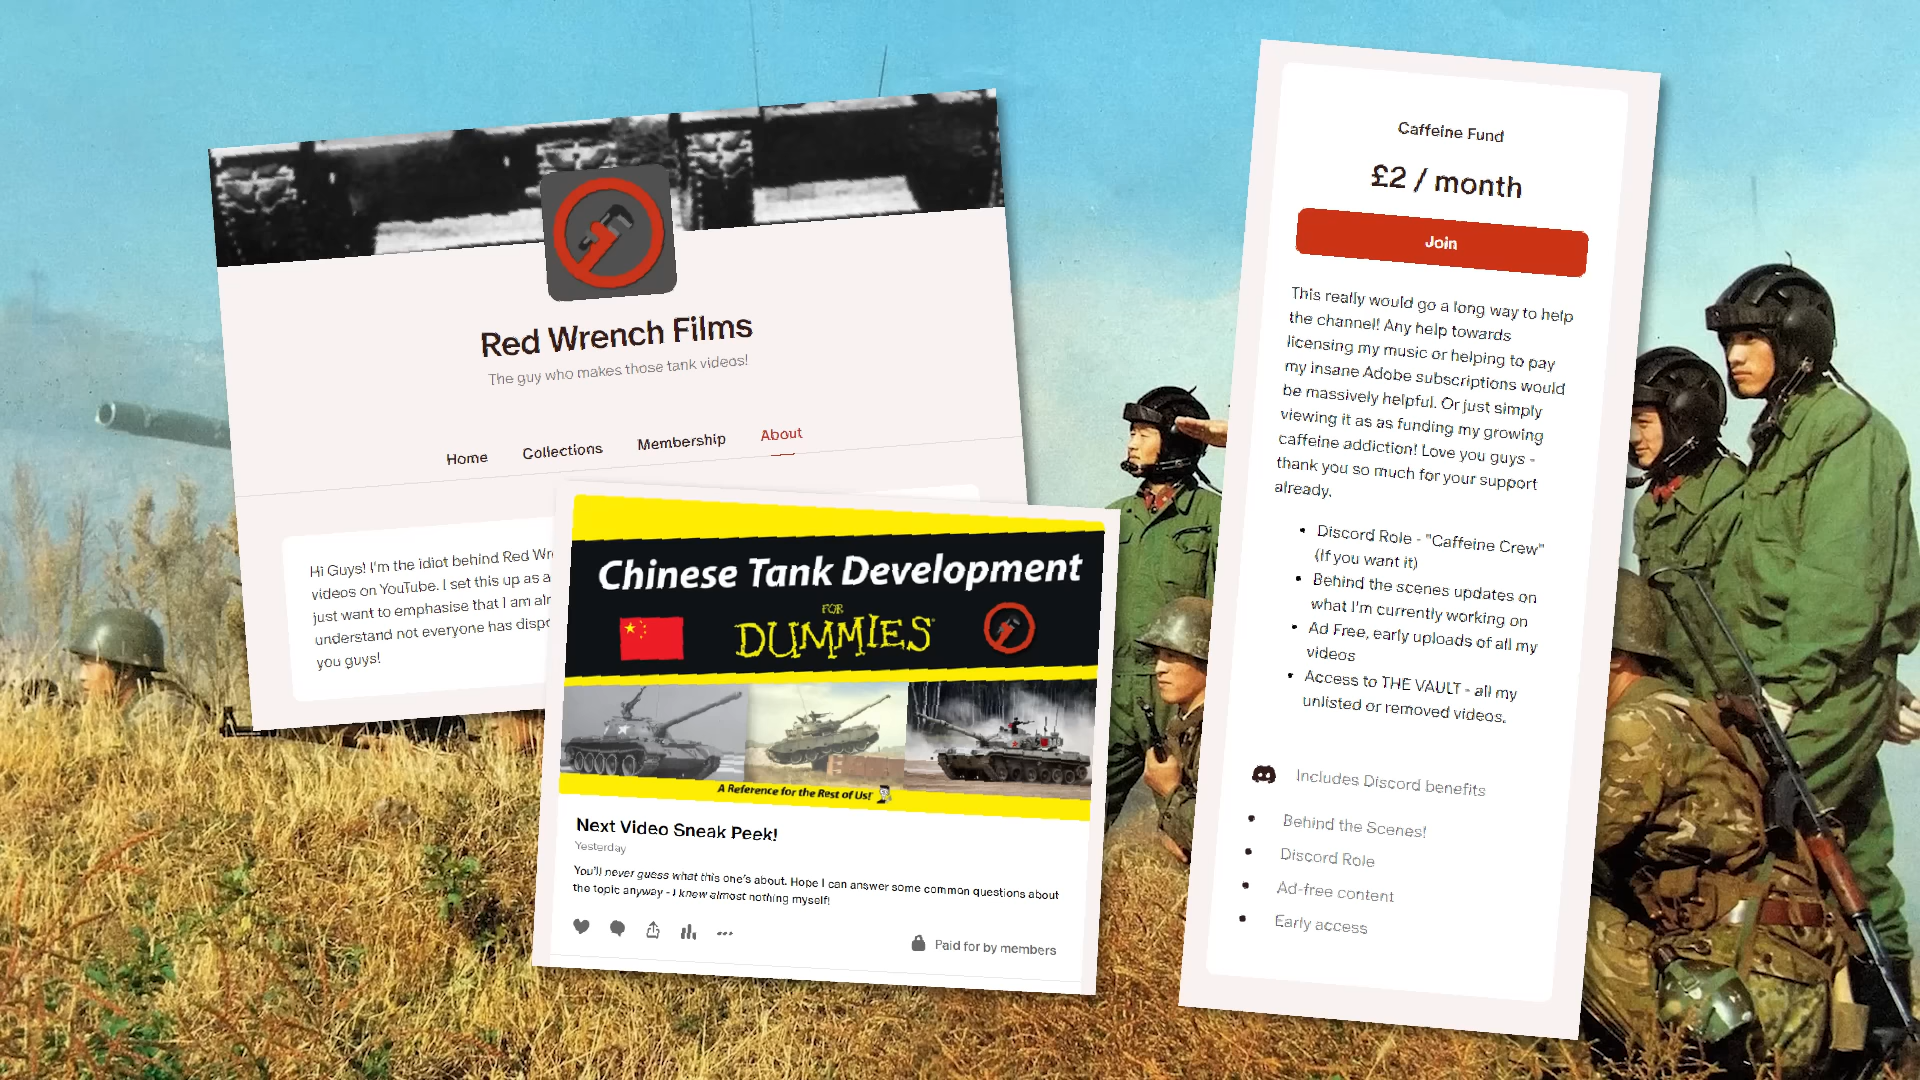 Red Wrench Films
The guy who makes those tank videos!
Home
Collections
Membership
About
Hi Guys! I'm the idiot behind Red
videos on YouTube. I set this up as a
just want to emphasise that I am
understand not everyone has
you guys!
Chinese Tank Development
FOR
DUMMIES
A Reference for the Rest of Us!
Next Video Sneak Peek!
Yesterday
You'll never guess what this one's about. Hope I can answer some common questions about
the topic anyway - I knew almost nothing myself!
Paid for by members
Caffeine Fund
£2 / month
Join
This really would go a long way to help
the channel! Any help towards
licensing my music or helping to pay
my insane Adobe subscriptions would
be massively helpful. Or just simply
viewing it as as funding my growing
caffeine addiction! Love you guys -
thank you so much for your support
already.
• Discord Role - "Caffeine Crew"
(If you want it)
• Behind the scenes updates on
what I'm currently working on
• Ad Free, early uploads of all my
videos
• Access to THE VAULT - all my
unlisted or removed videos.
Includes Discord benefits
• Behind the Scenes!
• Discord Role
• Ad-free content
• Early access